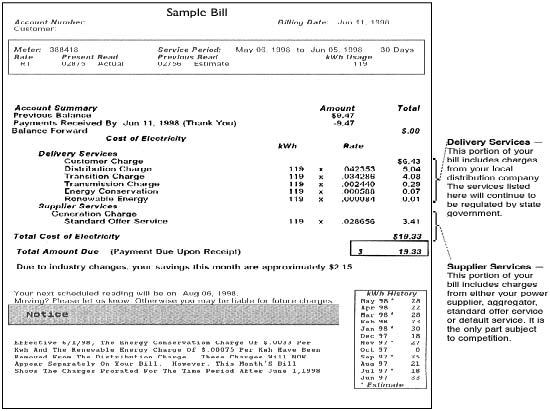 Sample Bill
Account Number:
Customer:
Billing Date: Jun 11, 1998
Meter: 388418 Service Period: May 06, 1998 to Jun 05, 1998 30 Days
Rate Present Read Previous Read kWh Usage
R1 02875 Actual 02756 Estimate 119
Account Summary Amount Total
Previous Balance $9.47
Payments Received By Jun 11, 1998 (Thank You) -9.47
Balance Forward $.00
Cost of Electricity
kWh Rate
Delivery Services
Customer Charge $6.43
Distribution Charge 119 x .042353 5.04
Transition Charge 119 x .034288 4.08
Transmission Charge 119 x .002440 0.29
Energy Conservation 119 x 0.07
Renewable Energy 119 x .000084 0.01
Supplier Services
Generation Charge
Standard Offer Service 119 x .028656 3.41
Total Cost of Electricity $19.33
Total Amount Due (Payment Due Upon Receipt) $ 19.33
Due to industry changes, your savings this month are approximately $2.15
Your next scheduled reading will be on Aug 06, 1998.
Moving? Please let us know. Otherwise you may be liable for future charges.
Notice
Effective 6/1/98, The Energy Conservation Charge Of $.0033 Per
Kwh And The Renewable Energy Charge Of $.00075 Per Kwh Have Been
Removed From The Distribution Charge. These Charges Will NOW
Appear Separately On Your Bill. However, This Month's Bill
Shows The Charges Prorated For The Time Period After June 1,1998
kWh History
May 98 * 28
Apr 98 22
Mar 98 * 28
Feb 98
Jan 98 * 30
Dec 97 18
Nov 97 * 27
Oct 97 0
Sep 97 *
Aug 97 21
Jul 97 * 18
Jun 97 33
* Estimate
Delivery Services —
This portion of your
bill includes charges
from your local
distribution company.
The services listed
here will continue to
be regulated by state
government.
Supplier Services —
This portion of your
bill includes charges
from either your power
supplier, aggregator,
standard offer service
or default service. It is
the only part subject
to competition.